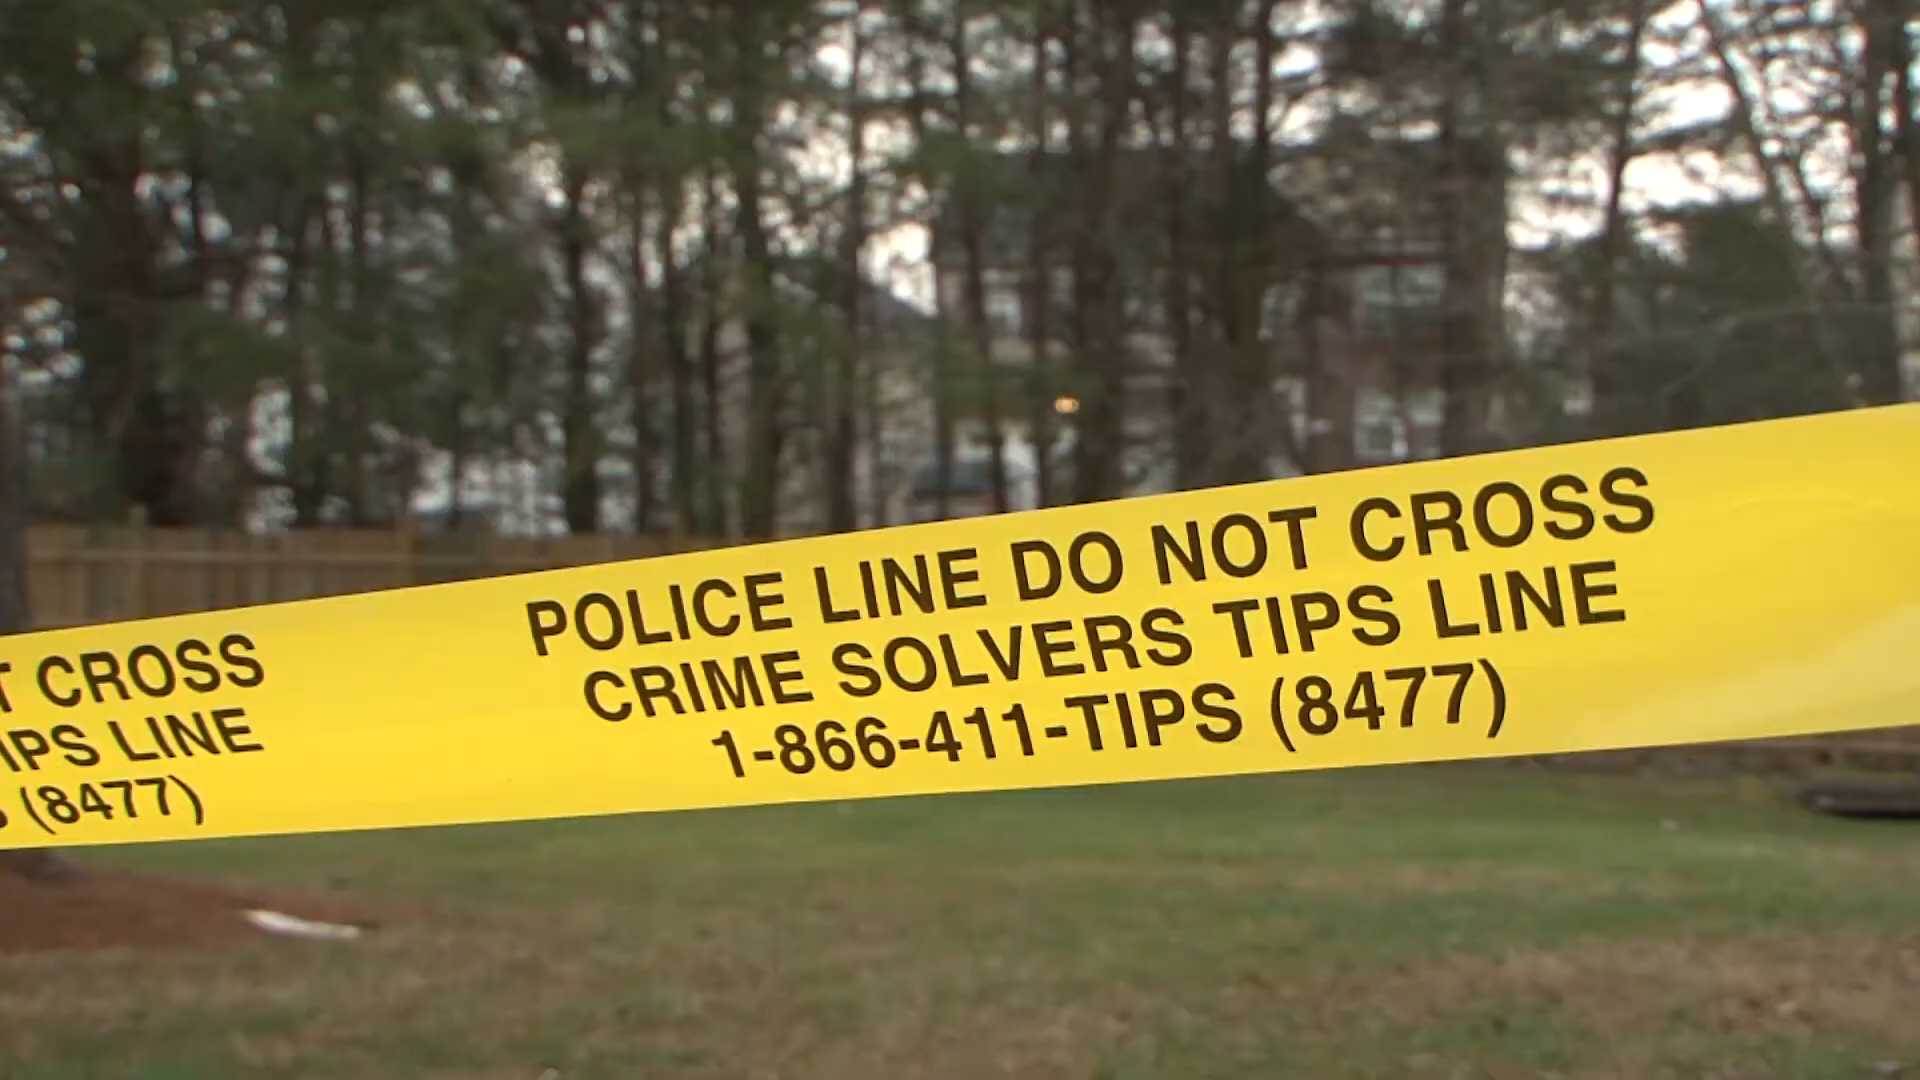 T CROSS
IPS LINE
(8477)
POLICE LINE DO NOT CROSS
CRIME SOLVERS TIPS LINE
1-866-411-TIPS (8477)